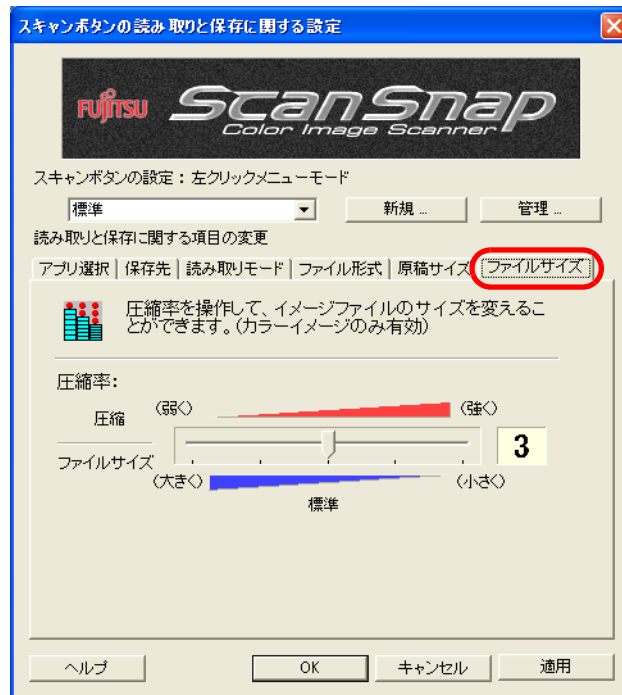 スキャンボタンの読み取りと保存に関する設定
FUJITSU ScanSnap
Color Image Scanner
スキャンボタンの設定：左クリックメニューモード
標準 新規 ... 管理 ...
読み取りと保存に関する項目の変更
アプリ選択 保存先 読み取りモード ファイル形式 原稿サイズ ファイルサイズ
圧縮率を操作して、イメージファイルのサイズを変えるこ
とができます。(カラーイメージのみ有効)
圧縮率:
圧縮 (弱く) (強く)
3
ファイルサイズ
(大きく) (小さく)
標準
ヘルプ OK キャンセル 適用